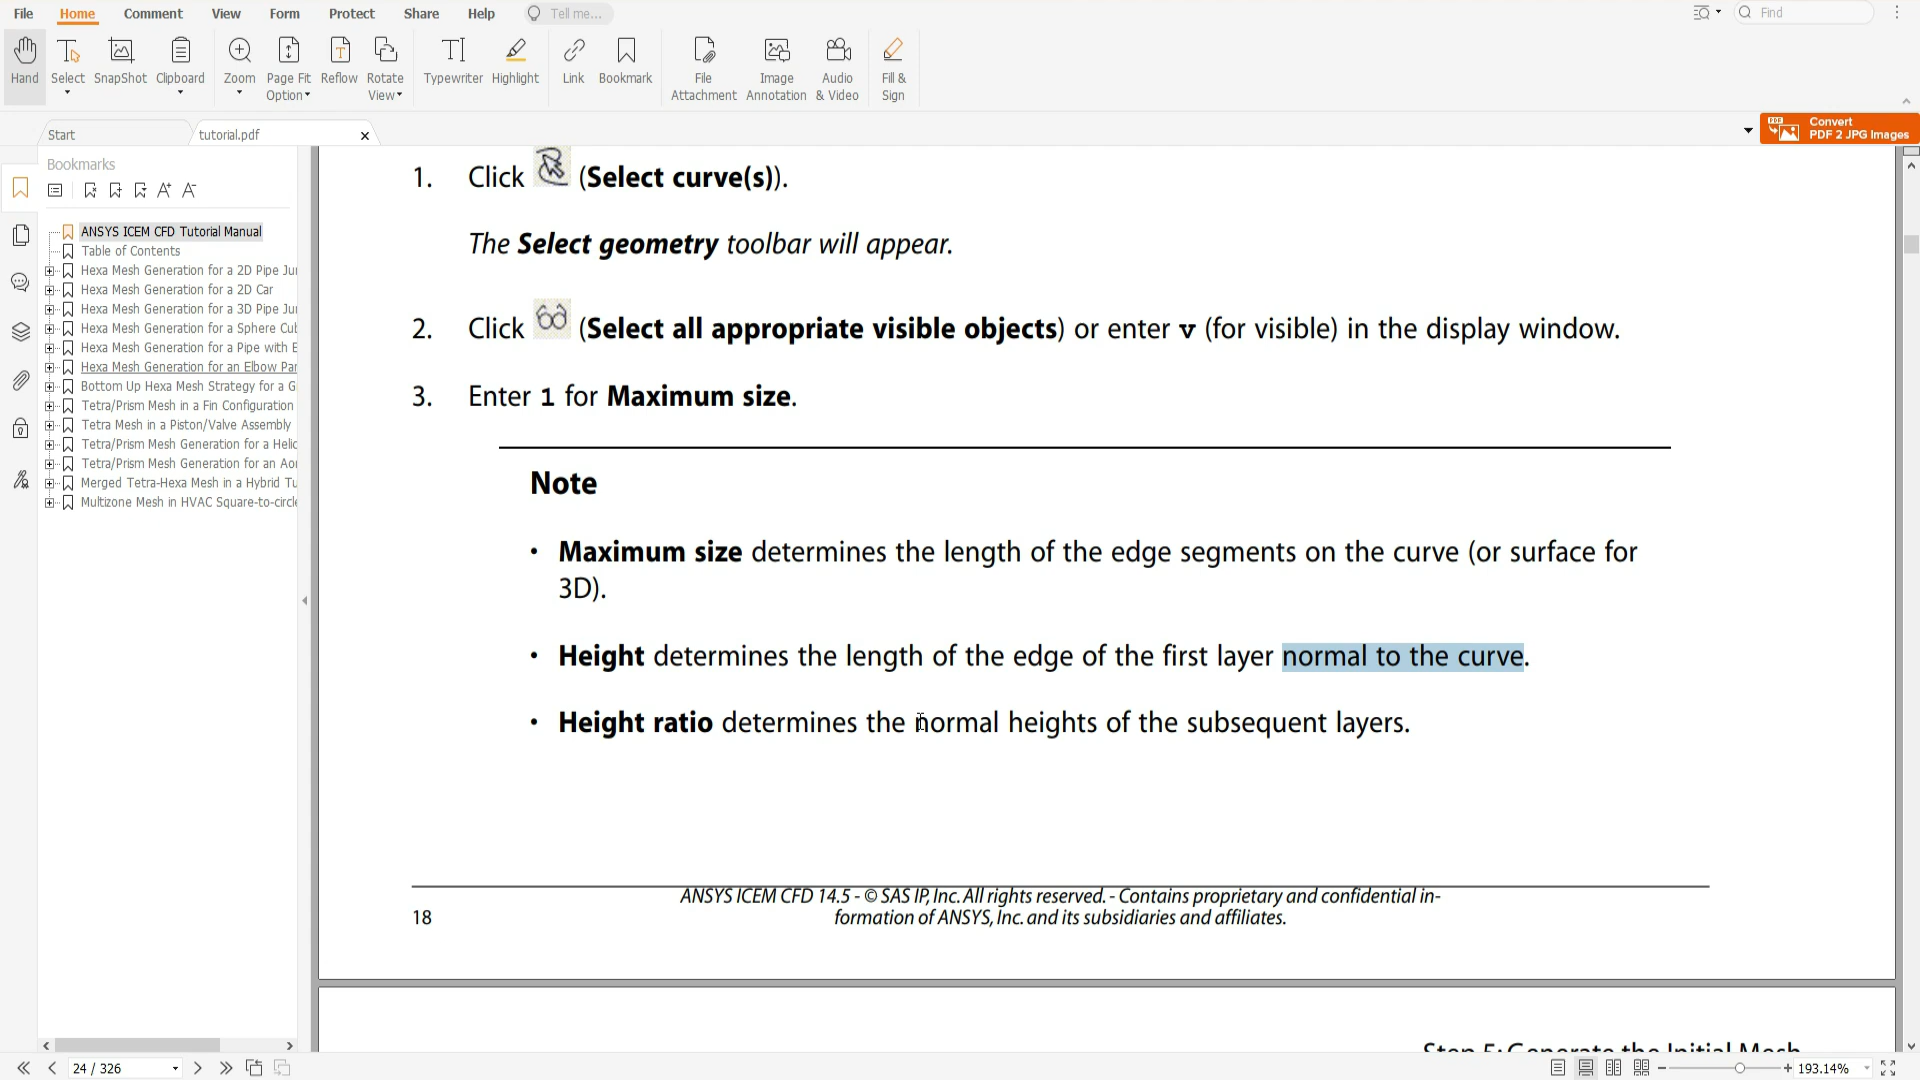 File Home Comment View Form Protect Share Help Tell me... Find
Hand Select SnapShot Clipboard Zoom Page Fit Option Reflow Rotate View Typewriter Highlight Link Bookmark File Attachment Image Annotation Audio & Video Fill & Sign
Start tutorial.pdf
PDF Convert
PDF 2 JPG Images
Bookmarks
ANSYS ICEM CFD Tutorial Manual
Table of Contents
Hexa Mesh Generation for a 2D Pipe Ju
Hexa Mesh Generation for a 2D Car
Hexa Mesh Generation for a 3D Pipe Ju
Hexa Mesh Generation for a Sphere Cu
Hexa Mesh Generation for a Pipe with E
Hexa Mesh Generation for an Elbow Par
Bottom Up Hexa Mesh Strategy for a G
Tetra/Prism Mesh in a Fin Configuration
Tetra Mesh in a Piston/Valve Assembly
Tetra/Prism Mesh Generation for a Helic
Tetra/Prism Mesh Generation for an Aor
Merged Tetra-Hexa Mesh in a Hybrid Tu
Multizone Mesh in HVAC Square-to-circle
1. Click (Select curve(s)).
The Select geometry toolbar will appear.
2. Click (Select all appropriate visible objects) or enter v (for visible) in the display window.
3. Enter 1 for Maximum size.
Note
• Maximum size determines the length of the edge segments on the curve (or surface for
3D).
• Height determines the length of the edge of the first layer normal to the curve.
• Height ratio determines the normal heights of the subsequent layers.
ANSYS ICEM CFD 14.5 - © SAS IP, Inc. All rights reserved. - Contains proprietary and confidential in-
18 formation of ANSYS, Inc. and its subsidiaries and affiliates.
Step 5: Generate the Initial Mesh
24 / 326 193.14%